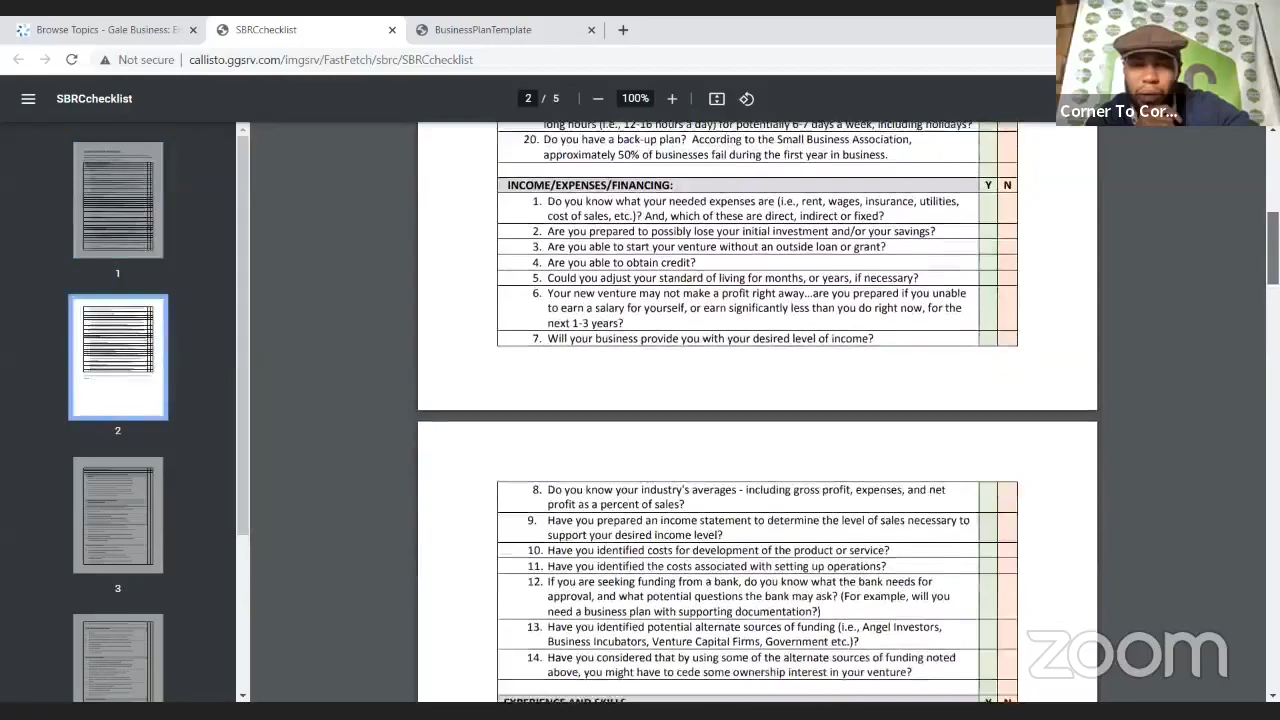 Browse Topics - Gale Business: E
SBRCchecklist
BusinessPlanTemplate
Not secure
callisto.ggsrv.com/imgsrv/FastFetch/sbrc/SBRCchecklist
Corner To Cor...
SBRCchecklist
2 / 5
100%
1
2
3
hours (i.e., 12-16 hours a day) for potentially 6-7 days a week, including holidays?
20. Do you have a back-up plan? According to the Small Business Association,
approximately 50% of businesses fail during the first year in business.
INCOME/EXPENSES/FINANCING: Y N
1. Do you know what your needed expenses are (i.e., rent, wages, insurance, utilities,
cost of sales, etc.)? And, which of these are direct, indirect or fixed?
2. Are you prepared to possibly lose your initial investment and/or your savings?
3. Are you able to start your venture without an outside loan or grant?
4. Are you able to obtain credit?
5. Could you adjust your standard of living for months, or years, if necessary?
6. Your new venture may not make a profit right away...are you prepared if you unable
to earn a salary for yourself, or earn significantly less than you do right now, for the
next 1-3 years?
7. Will your business provide you with your desired level of income?
8. Do you know your industry's averages - including gross profit, expenses, and net
profit as a percent of sales?
9. Have you prepared an income statement to determine the level of sales necessary to
support your desired income level?
10. Have you identified costs for development of the product or service?
11. Have you identified the costs associated with setting up operations?
12. If you are seeking funding from a bank, do you know what the bank needs for
approval, and what potential questions the bank may ask? (For example, will you
need a business plan with supporting documentation?)
13. Have you identified potential alternate sources of funding (i.e., Angel Investors,
Business Incubators, Venture Capital Firms, Government etc.)?
14. Have you considered that by using some of the alternate sources of funding noted
above, you might have to cede some ownership interest in your venture?
EXPERIENCE AND SKILLS Y N
zoom